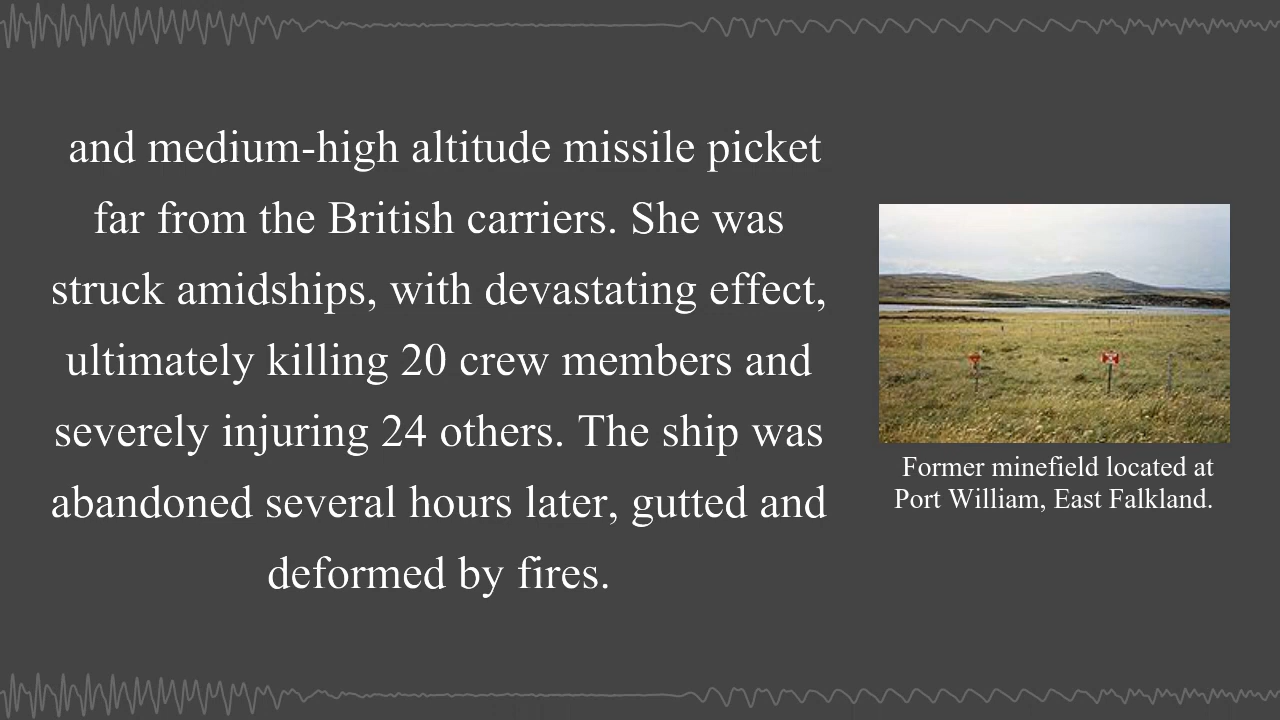 and medium-high altitude missile picket
far from the British carriers. She was
struck amidships, with devastating effect,
ultimately killing 20 crew members and
severely injuring 24 others. The ship was
abandoned several hours later, gutted and
deformed by fires.
Former minefield located at
Port William, East Falkland.